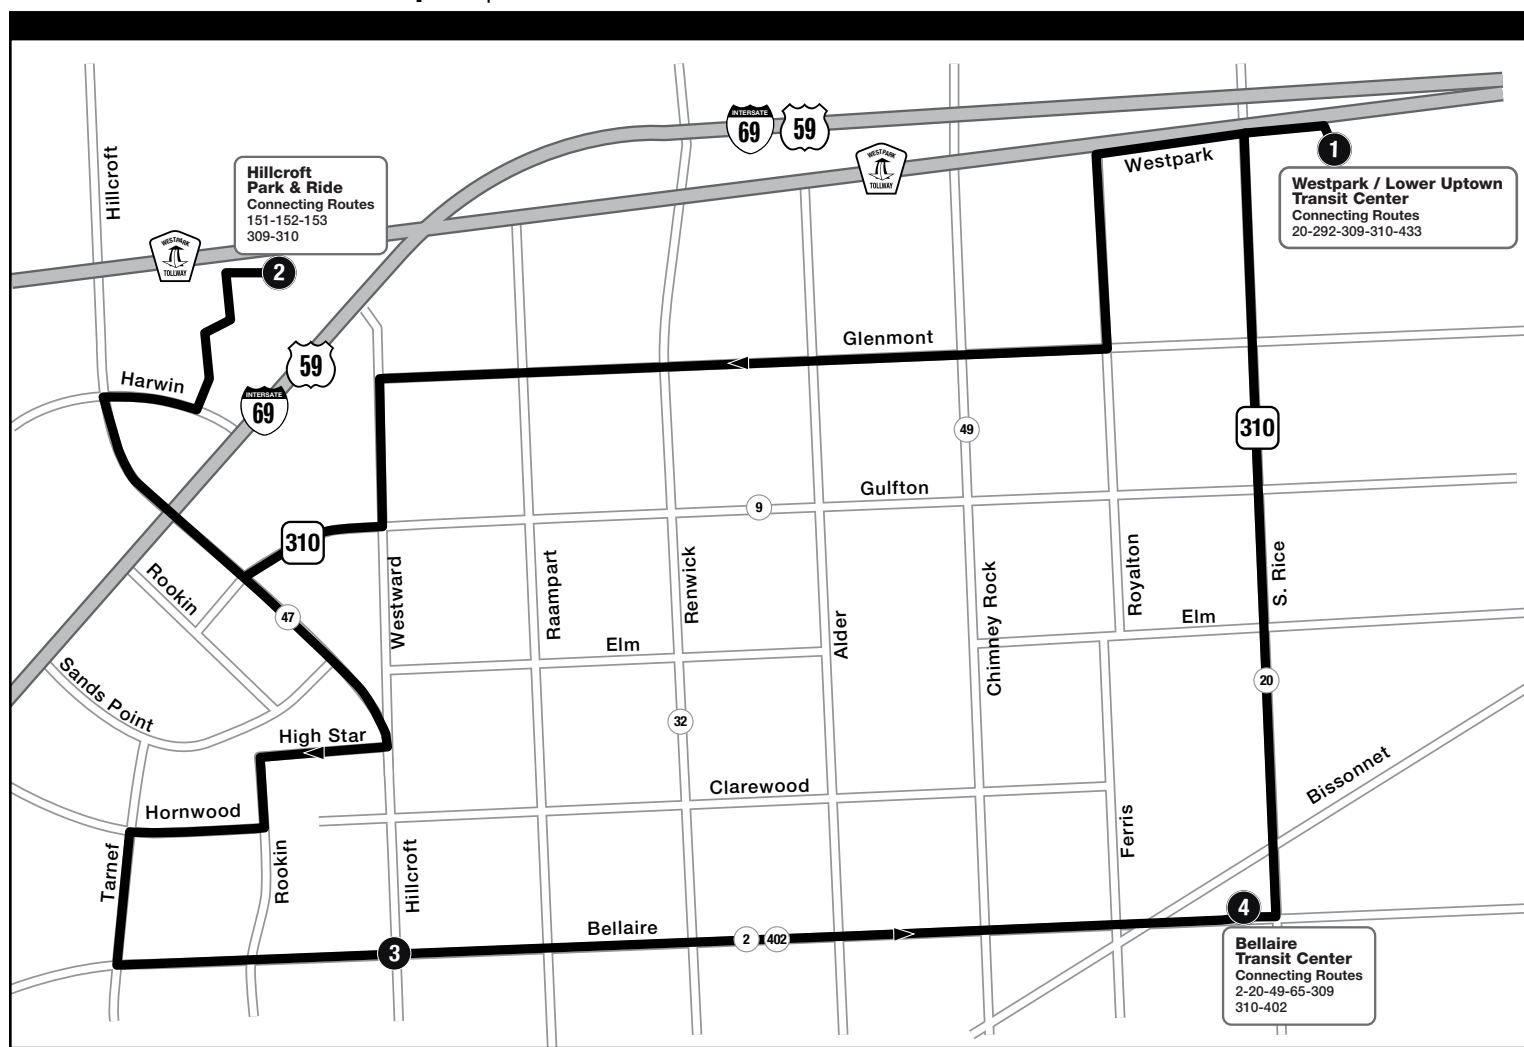 INTERSATE
69
59
WESTPARK
TOLLWAY
Westpark
1
Westpark / Lower Uptown
Transit Center
Connecting Routes
20-292-309-310-433
Hillcroft
Hillcroft
Park & Ride
Connecting Routes
151-152-153
309-310
WESTPARK
TOLLWAY
2
Harwin
59
INTERSATE
69
Glenmont
310
49
Gulfton
9
310
Rookin
47
Westward
Raampart
Renwick
Alder
Chimney Rock
Royalton
S. Rice
Elm
Elm
20
Sands Point
High Star
32
Clarewood
Bissonnet
Hornwood
Tarnef
Rookin
Hillcroft
Ferris
Bellaire
2
402
3
4
Bellaire
Transit Center
Connecting Routes
2-20-49-65-309
310-402